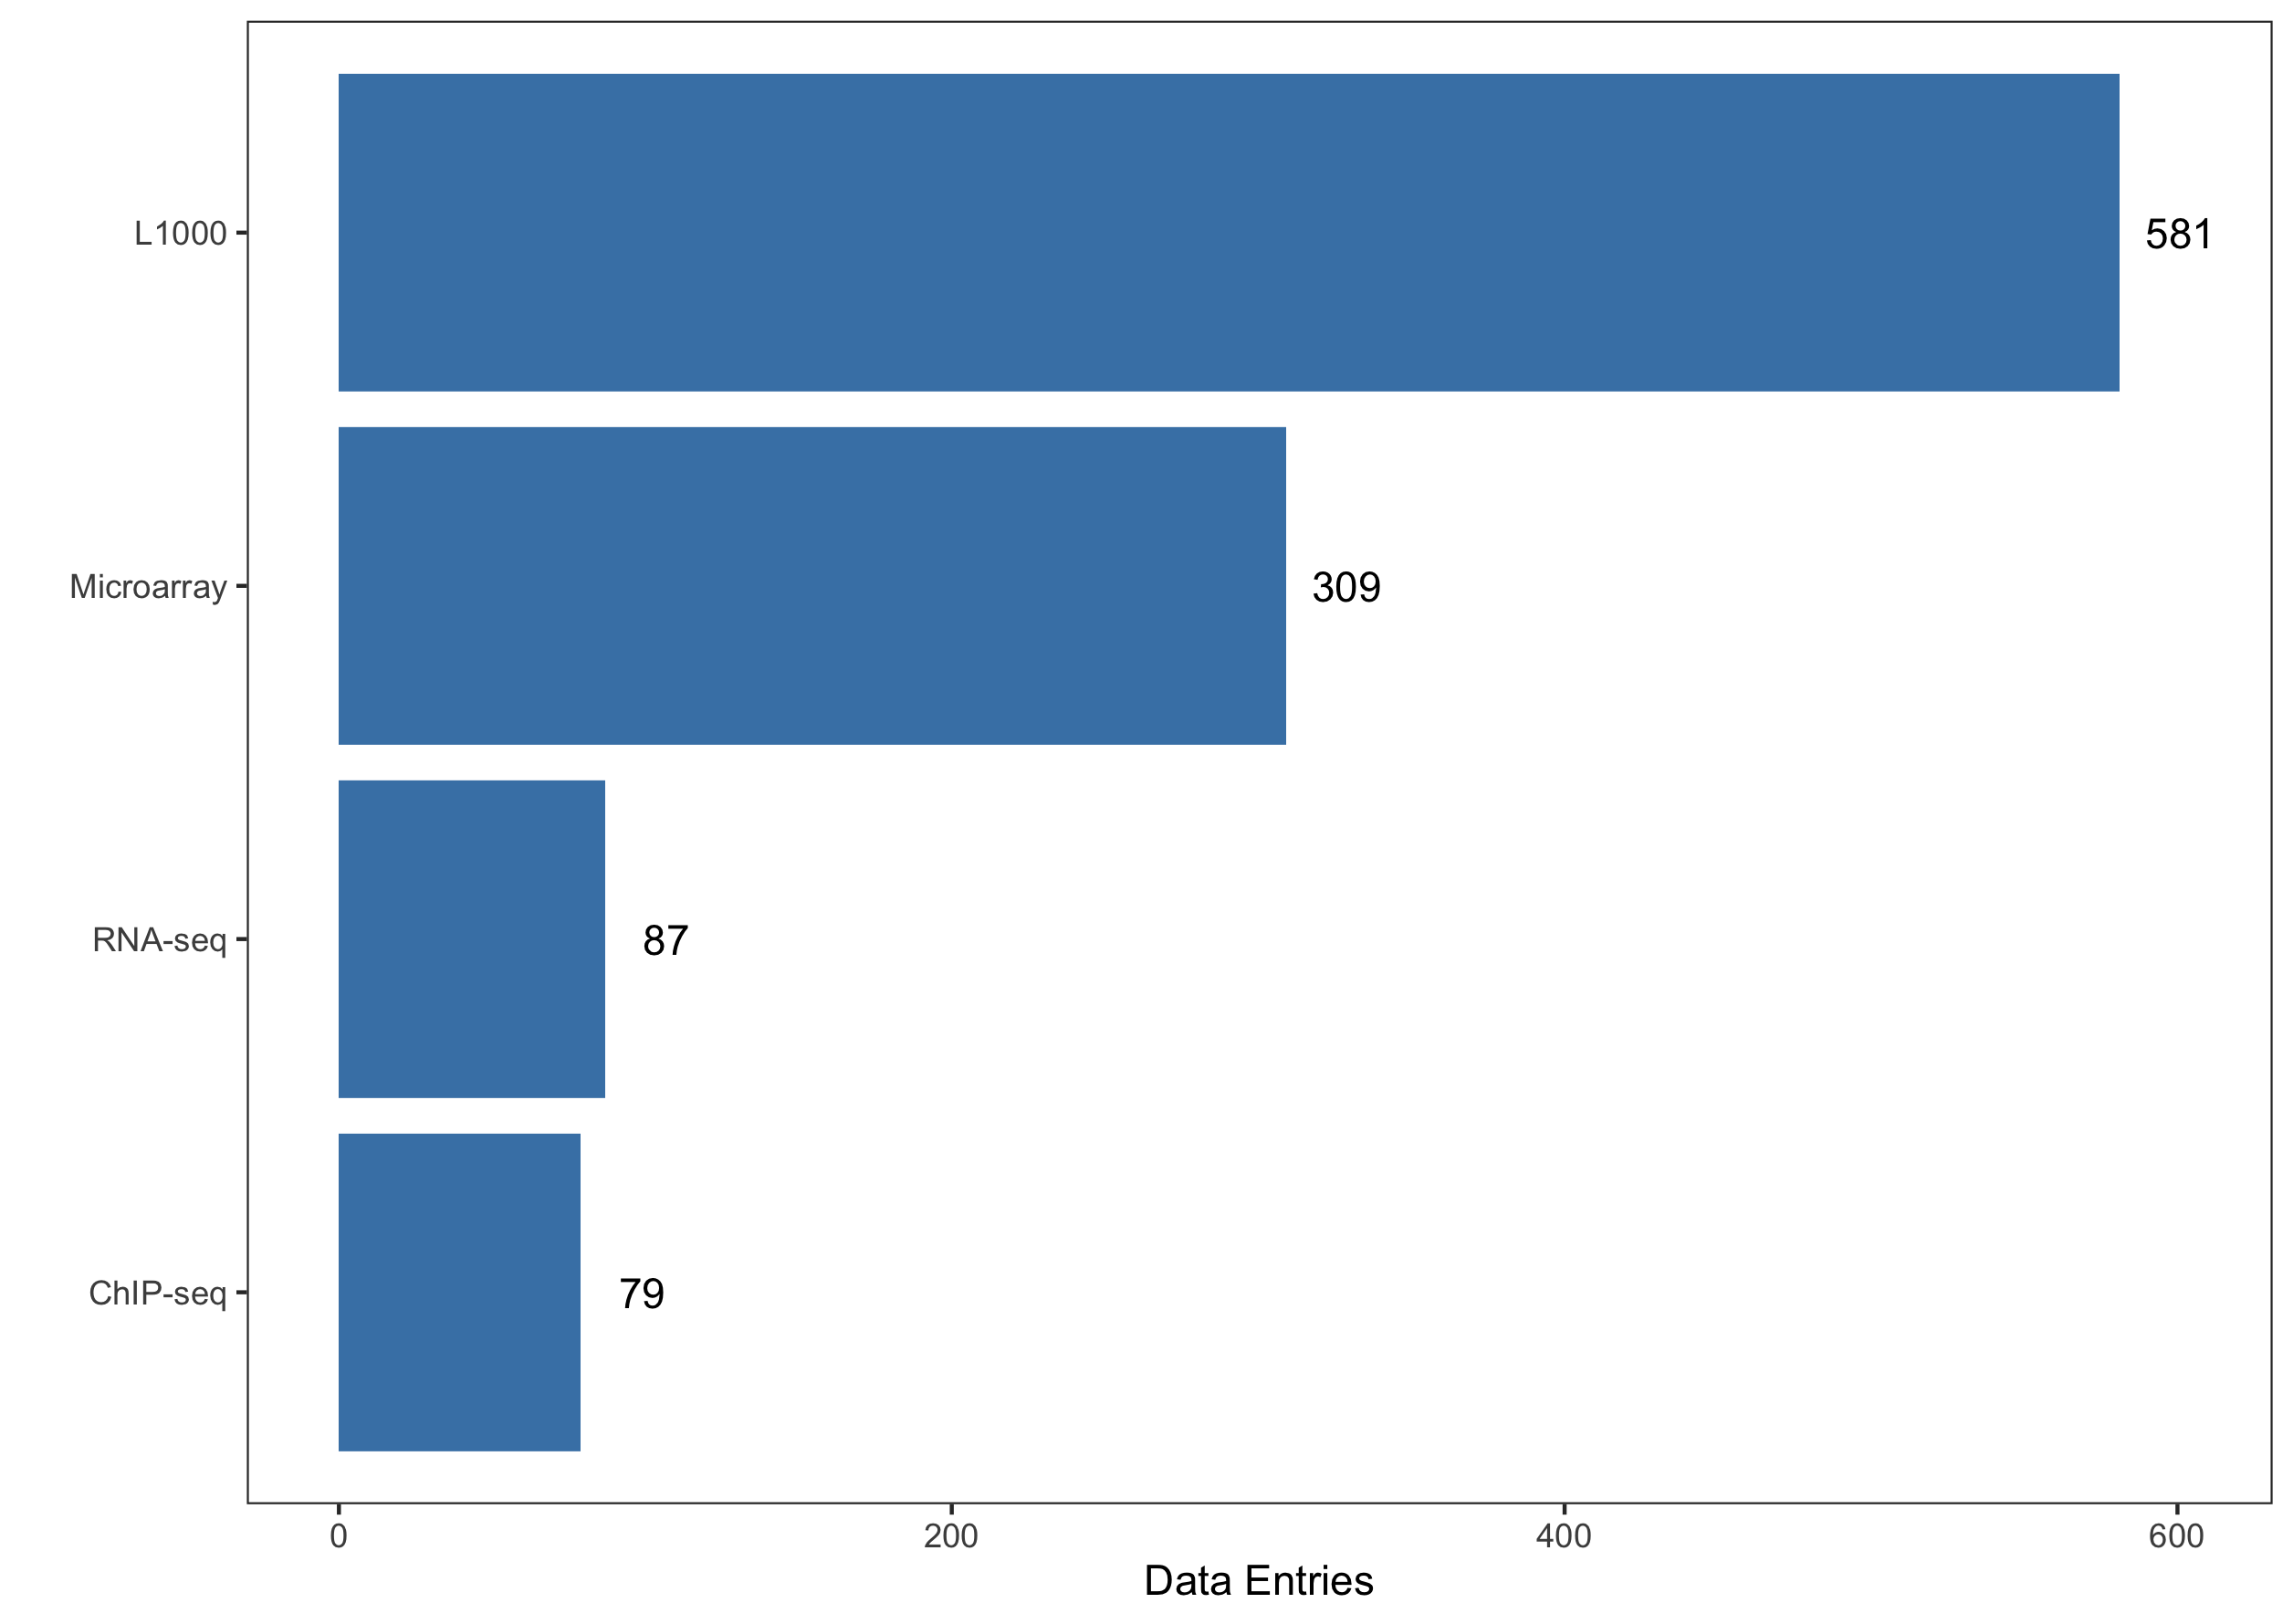 L1000
581
Microarray
309
RNA-seq
87
ChIP-seq
79
0 200 400 600
Data Entries